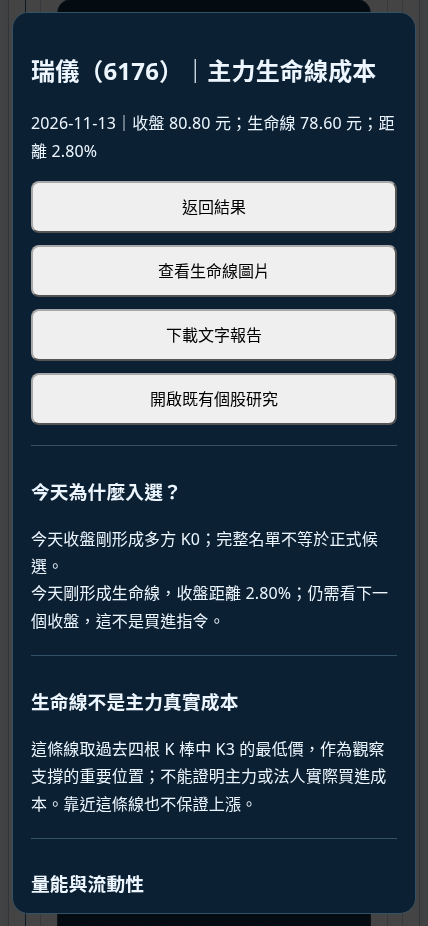 瑞儀（6176）｜主力生命線成本
2026-11-13｜收盤 80.80 元；生命線 78.60 元；距
離 2.80%
返回結果
查看生命線圖片
下載文字報告
開啟既有個股研究
今天為什麼入選？
今天收盤剛形成多方 K0；完整名單不等於正式候
選。
今天剛形成生命線，收盤距離 2.80%；仍需看下一
個收盤，這不是買進指令。
生命線不是主力真實成本
這條線取過去四根 K 棒中 K3 的最低價，作為觀察
支撐的重要位置；不能證明主力或法人實際買進成
本。靠近這條線也不保證上漲。
量能與流動性